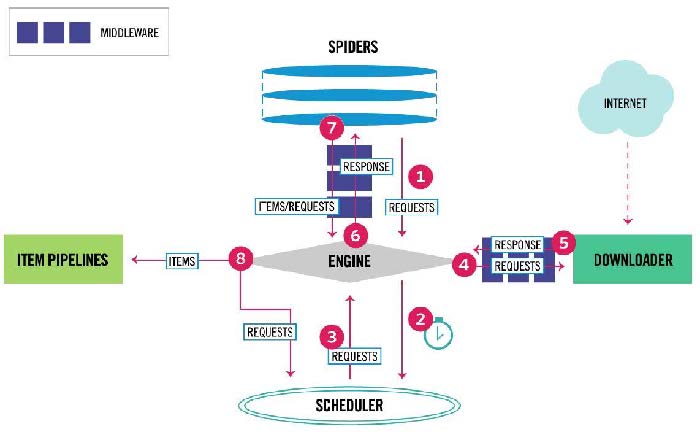 MIDDLEWARE
SPIDERS
INTERNET
7
RESPONSE
1
ITEMS/REQUESTS
REQUESTS
6
RESPONSE
5
ITEM PIPELINES
ITEMS
8
ENGINE
4
REQUESTS
DOWNLOADER
2
REQUESTS
3
REQUESTS
SCHEDULER